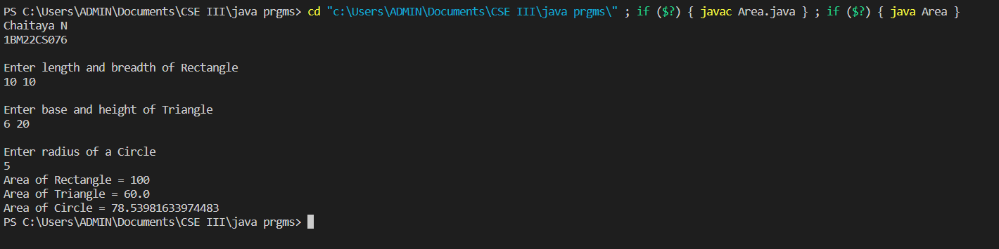 PS C:\Users\ADMIN\Documents\CSE III\java prgms> cd "c:\Users\ADMIN\Documents\CSE III\java prgms\" ; if ($?) { javac Area.java } ; if ($?) { java Area }
Chaitaya N
1BM22CS076
Enter length and breadth of Rectangle
10 10
Enter base and height of Triangle
6 20
Enter radius of a Circle
5
Area of Rectangle = 100
Area of Triangle = 60.0
Area of Circle = 78.53981633974483
PS C:\Users\ADMIN\Documents\CSE III\java prgms>